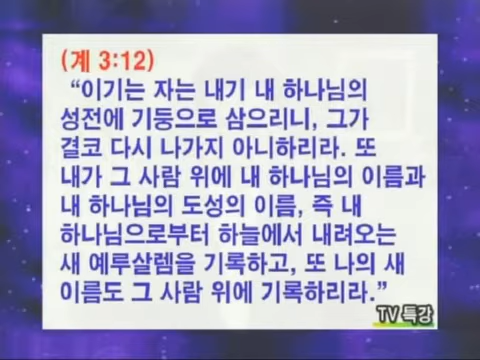 (계 3:12)
“이기는 자는 내기 내 하나님의
성전에 기둥으로 삼으리니, 그가
결코 다시 나가지 아니하리라. 또
내가 그 사람 위에 내 하나님의 이름과
내 하나님의 도성의 이름, 즉 내
하나님으로부터 하늘에서 내려오는
새 예루살렘을 기록하고, 또 나의 새
이름도 그 사람 위에 기록하리라.”
TV 특강